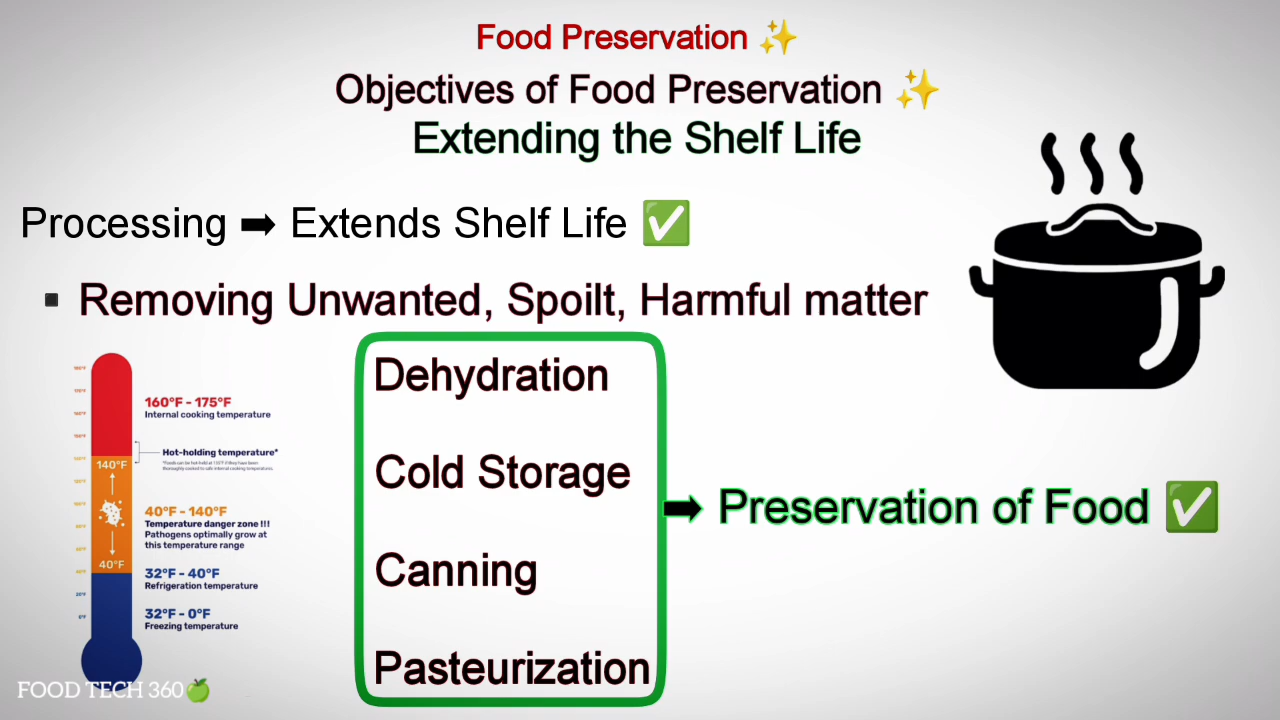 Food Preservation ✨
Objectives of Food Preservation ✨
Extending the Shelf Life
Processing ➡ Extends Shelf Life ✅
▪ Removing Unwanted, Spoilt, Harmful matter
160°F - 175°F
Internal cooking temperature
Hot-holding temperature*
140°F
40°F - 140°F
Temperature danger zone !!!
Pathogens optimally grow at
this temperature range
40°F
32°F - 40°F
Refrigeration temperature
32°F - 0°F
Freezing temperature
Dehydration
Cold Storage
Canning
Pasteurization
➡ Preservation of Food ✅
FOOD TECH 360🍏